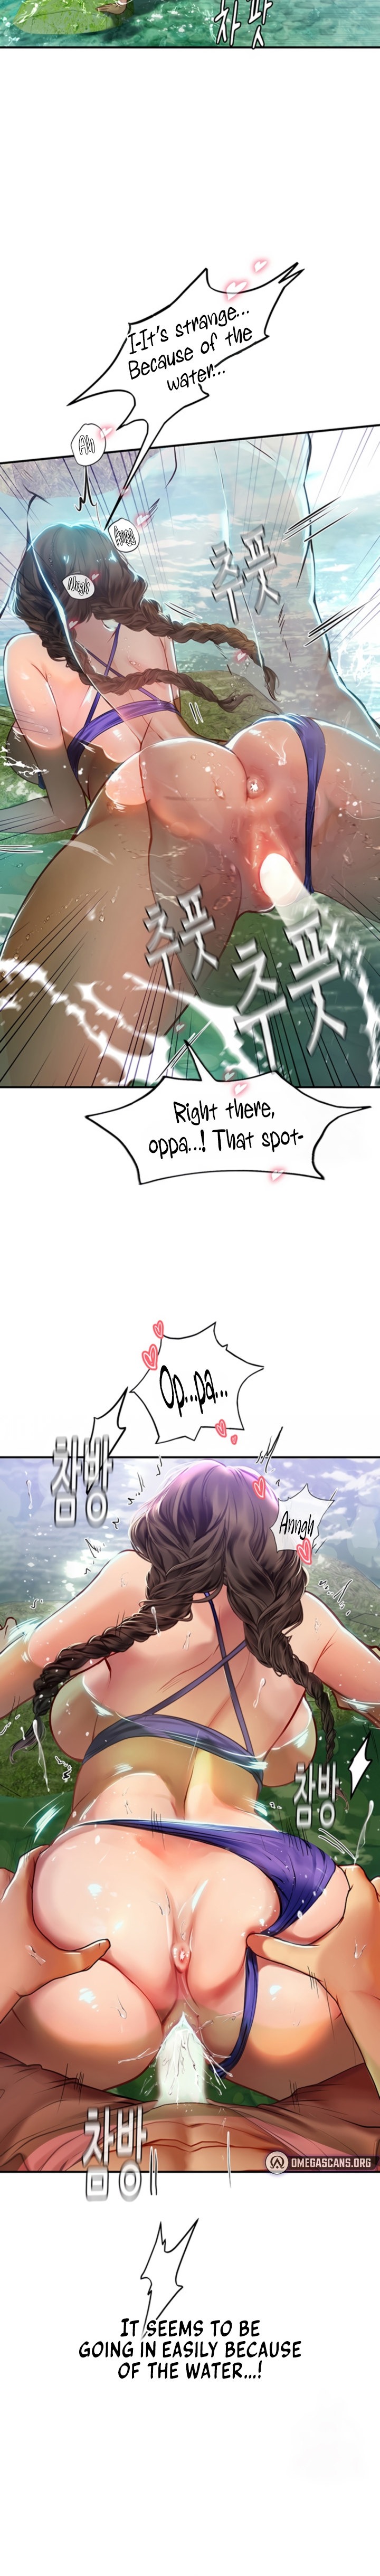 차 팟
I-It's strange...
Because of the
water...
Ah
Annh
Nngh
추풋
추풋
추풋
Right there,
oppa...! That spot-
Op...pa...
참방
Anngh
참방
참방
OMEGASCANS.ORG
IT SEEMS TO BE
GOING IN EASILY BECAUSE
OF THE WATER...!